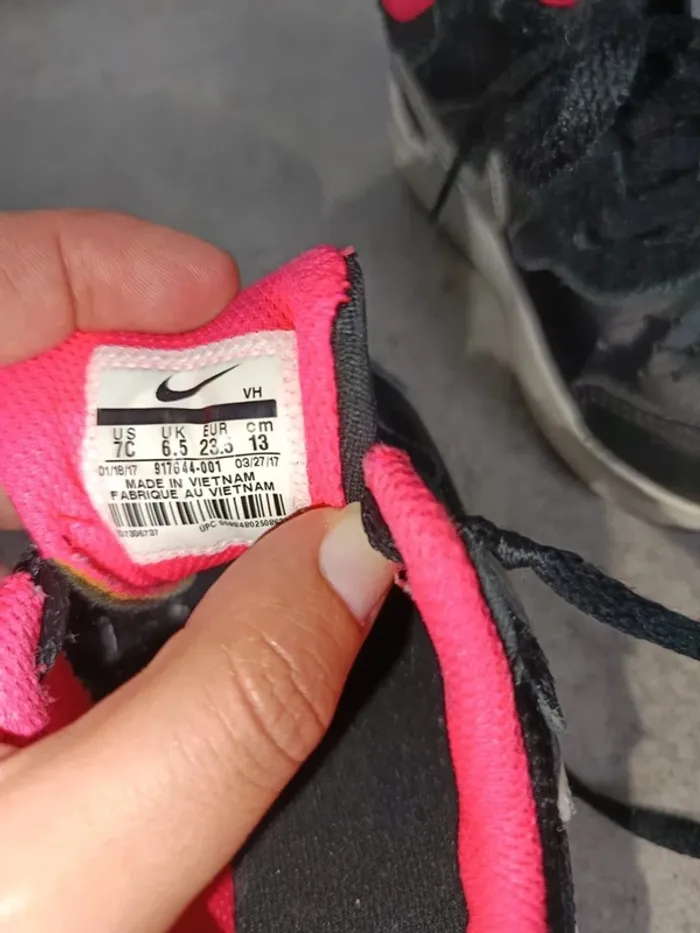 VH
US UK EUR cm
7C 6.5 23.5 13
01/18/17 917644-001 03/27/17
MADE IN VIETNAM
FABRIQUE AU VIETNAM
UPC